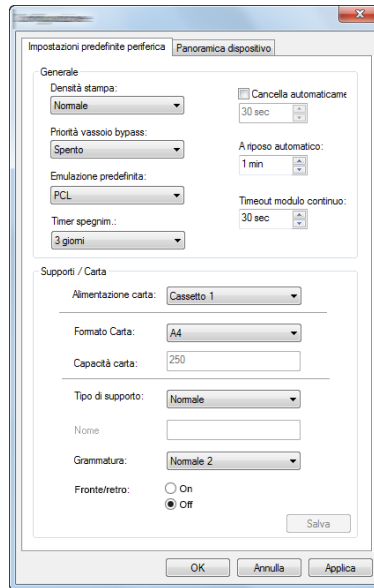 Impostazioni predefinite periferica Panoramica dispositivo
Generale
Densità stampa:
Normale
Cancella automaticame
30 sec
Priorità vassoio bypass:
Spento
A riposo automatico:
1 min
Emulazione predefinita:
PCL
Timeout modulo continuo:
30 sec
Timer spegnim.:
3 giorni
Supporti / Carta
Alimentazione carta: Cassetto 1
Formato Carta: A4
Capacità carta: 250
Tipo di supporto: Normale
Nome
Grammatura: Normale 2
Fronte/retro: On
Off
Salva
OK Annulla Applica